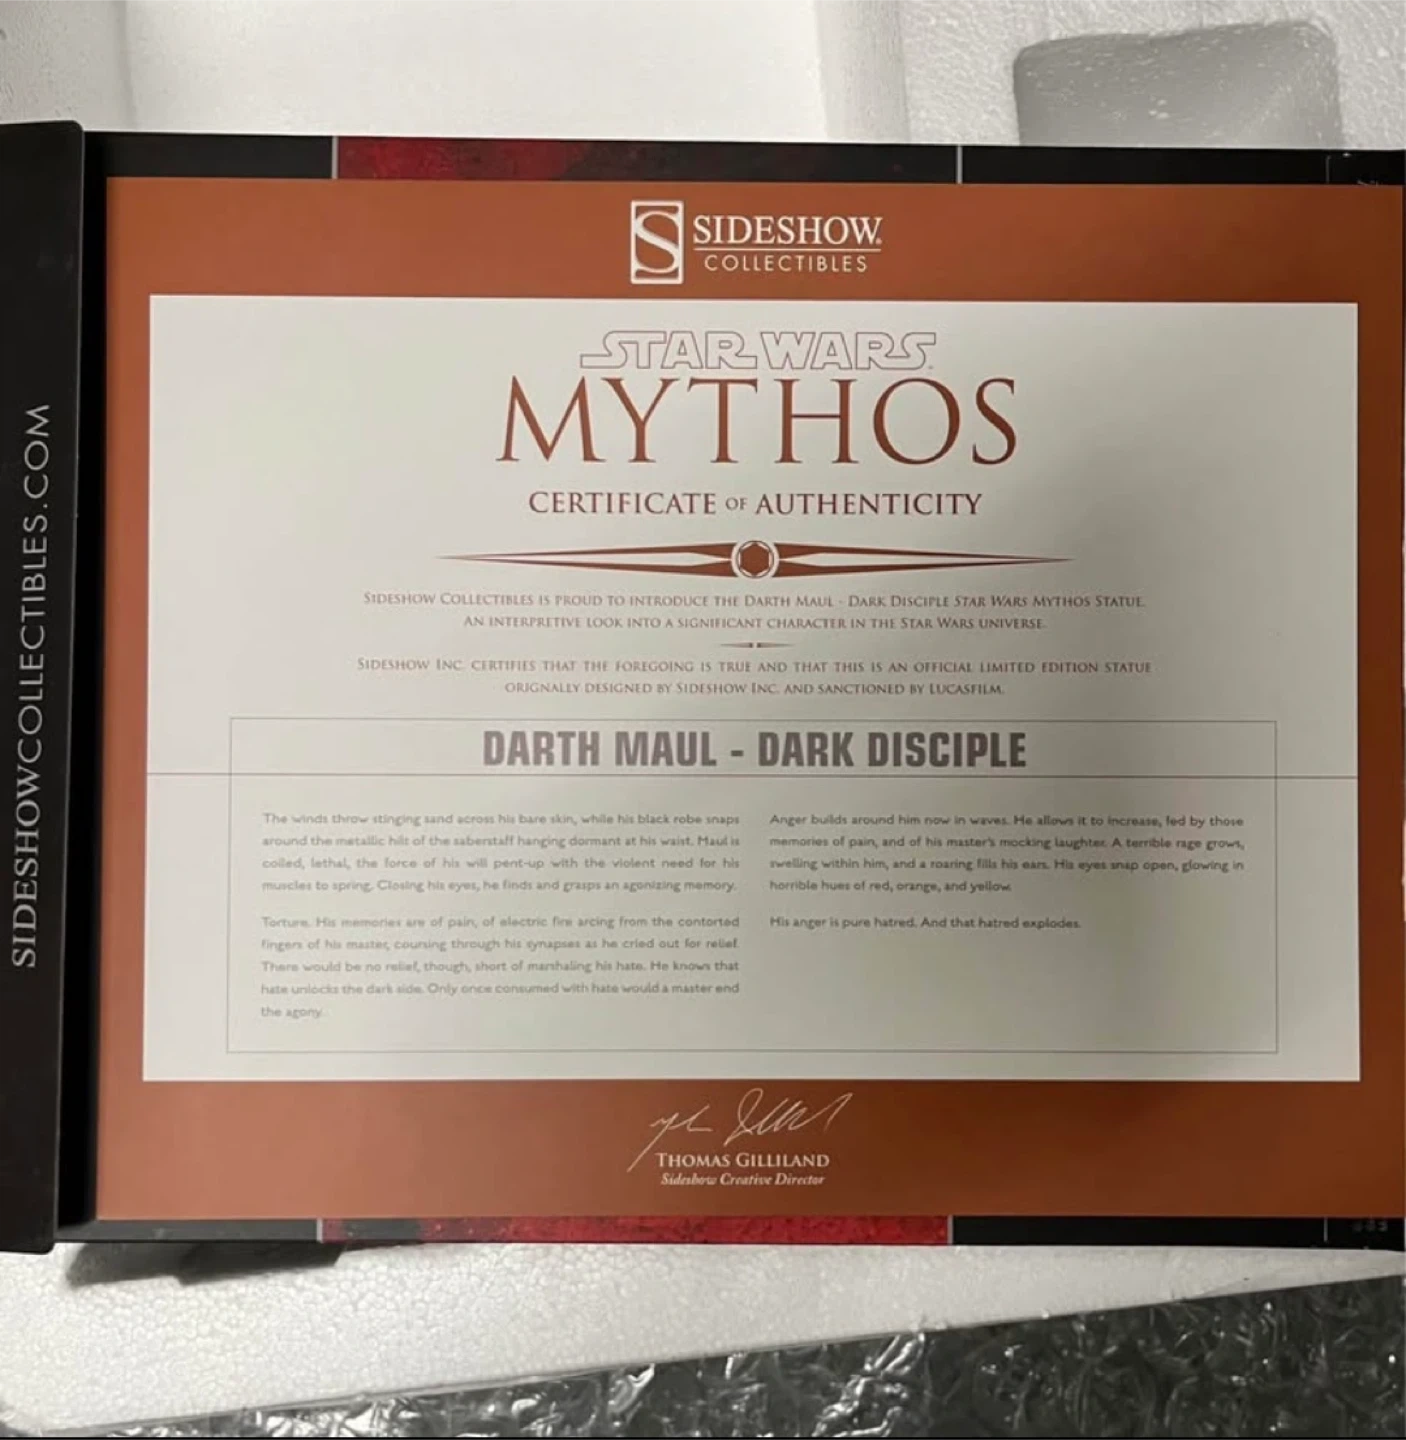 SIDESHOWCOLLECTIBLES.COM
S SIDESHOW
COLLECTIBLES
STAR WARS
MYTHOS
CERTIFICATE OF AUTHENTICITY
SIDESHOW COLLECTIBLES IS PROUD TO INTRODUCE THE DARTH MAUL - DARK DISCIPLE STAR WARS MYTHOS STATUE.
AN INTERPRETIVE LOOK INTO A SIGNIFICANT CHARACTER IN THE STAR WARS UNIVERSE.
SIDESHOW INC. CERTIFIES THAT THE FOREGOING IS TRUE AND THAT THIS IS AN OFFICIAL LIMITED EDITION STATUE
ORIGNALLY DESIGNED BY SIDESHOW INC. AND SANCTIONED BY LUCASFILM.
DARTH MAUL - DARK DISCIPLE
The winds throw stinging sand across his bare skin, while his black robe snaps
around the metallic hilt of the saberstaff hanging dormant at his waist. Maul is
coiled, lethal, the force of his will pent-up with the violent need for his
muscles to spring. Closing his eyes, he finds and grasps an agonizing memory.
Torture. His memories are of pain, of electric fire arcing from the contorted
fingers of his master, coursing through his synapses as he cried out for relief.
There would be no relief, though, short of marshaling his hate. He knows that
hate unlocks the dark side. Only once consumed with hate would a master end
the agony.
Anger builds around him now in waves. He allows it to increase, fed by those
memories of pain, and of his master's mocking laughter. A terrible rage grows,
swelling within him, and a roaring fills his ears. His eyes snap open, glowing in
horrible hues of red, orange, and yellow.
His anger is pure hatred. And that hatred explodes.
THOMAS GILLILAND
Sideshow Creative Director